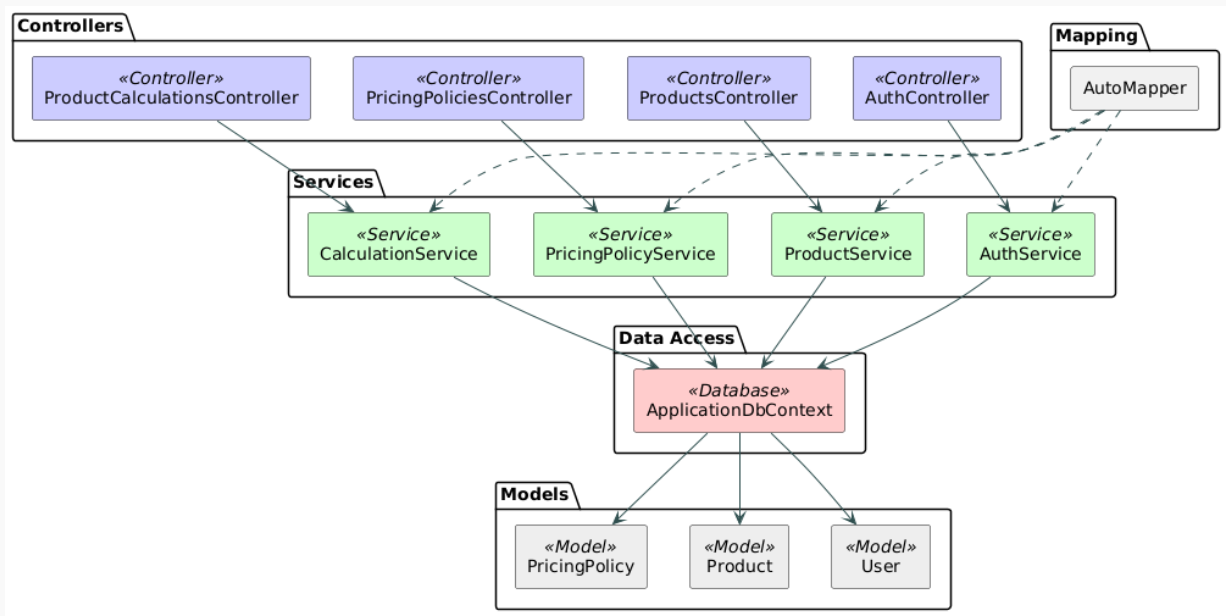 Controllers
Mapping
«Controller»
ProductCalculationsController
«Controller»
PricingPoliciesController
«Controller»
ProductsController
«Controller»
AuthController
AutoMapper
Services
«Service»
CalculationService
«Service»
PricingPolicyService
«Service»
ProductService
«Service»
AuthService
Data Access
«Database»
ApplicationDbContext
Models
«Model»
PricingPolicy
«Model»
Product
«Model»
User